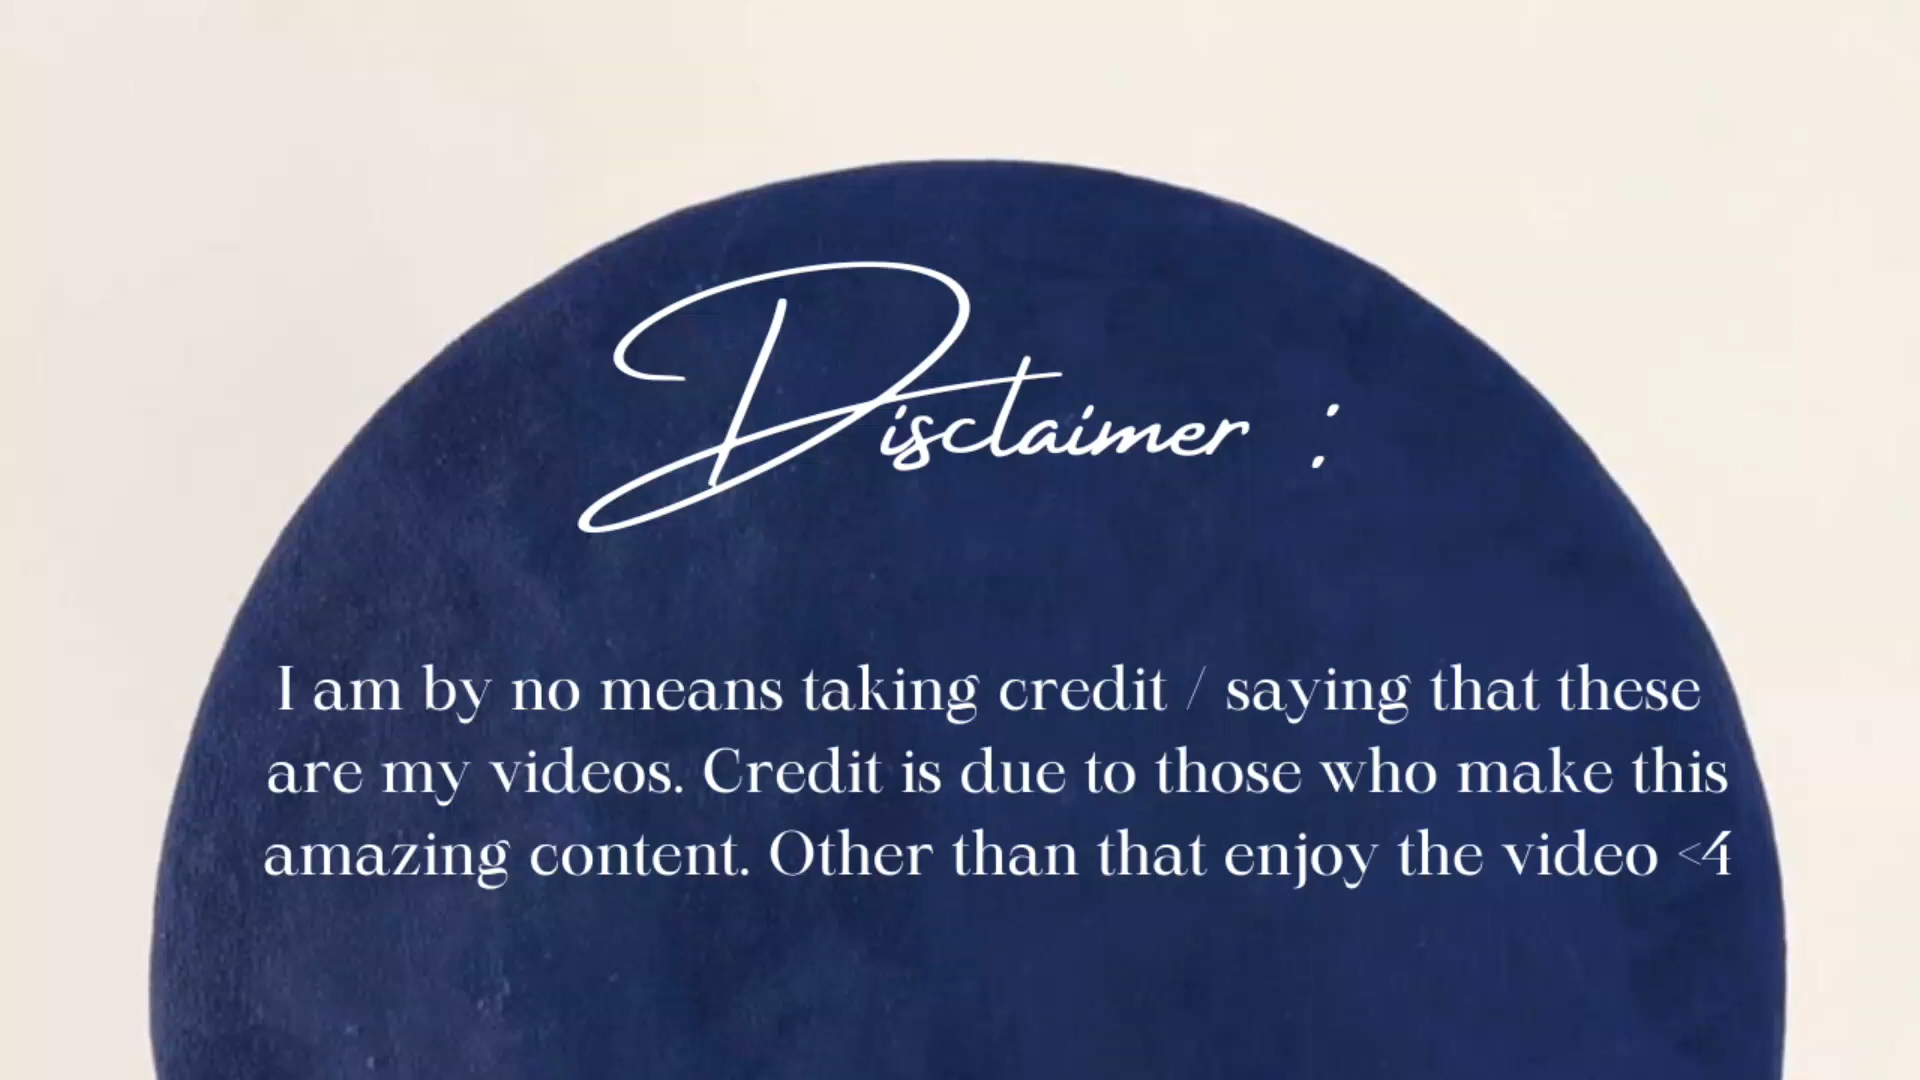 Disclaimer :
I am by no means taking credit / saying that these
are my videos. Credit is due to those who make this
amazing content. Other than that enjoy the video <4